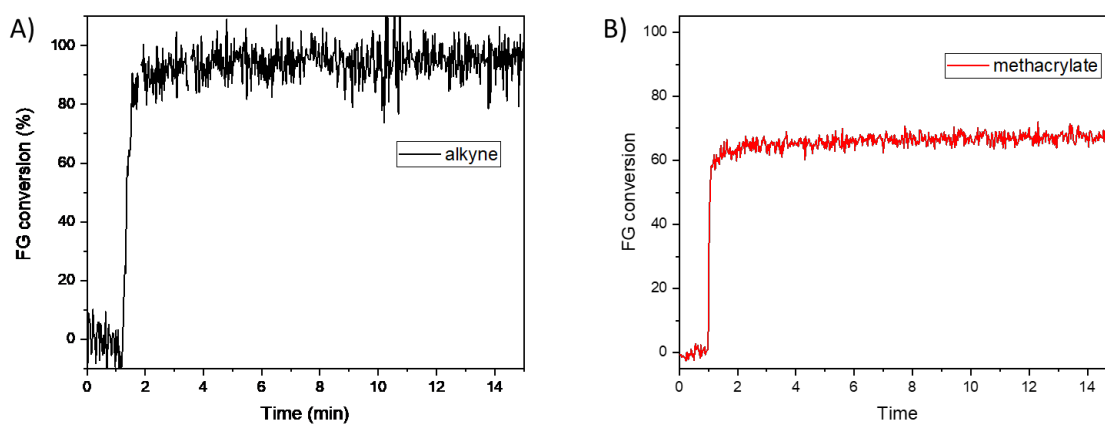 A)
FG conversion (%)
100
80
60
40
20
0
alkyne
0 2 4 6 8 10 12 14
Time (min)
B)
FG conversion
100
80
60
40
20
0
methacrylate
0 2 4 6 8 10 12 14
Time